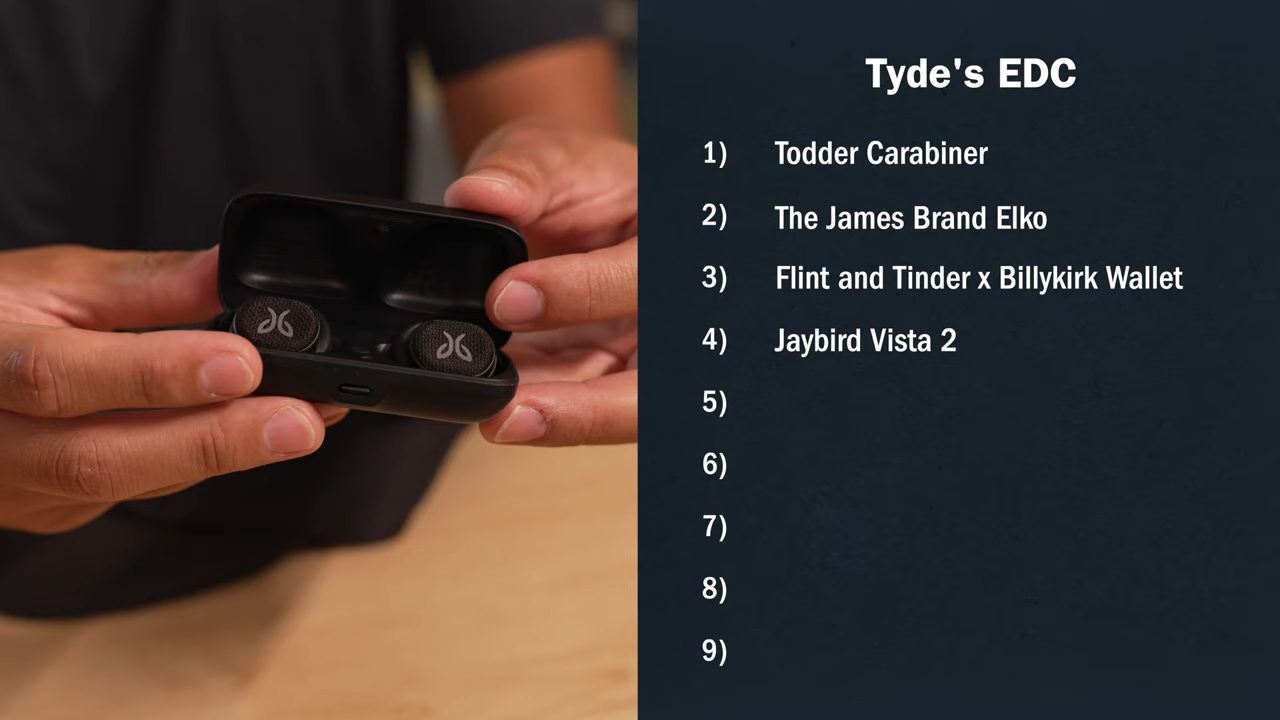 Tyde's EDC
1) Todder Carabiner
2) The James Brand Elko
3) Flint and Tinder x Billykirk Wallet
4) Jaybird Vista 2
5)
6)
7)
8)
9)